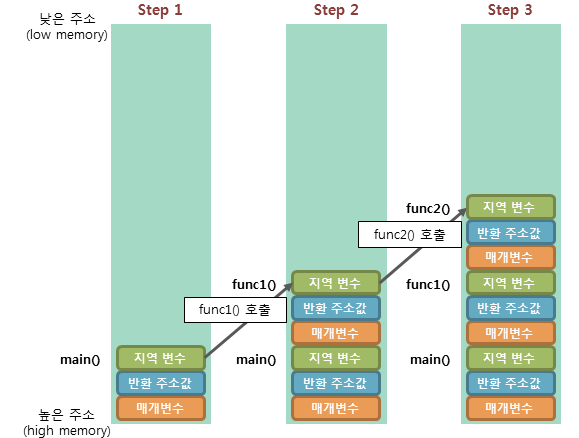 낮은 주소
(low memory)
Step 1
Step 2
Step 3
main()
지역 변수
반환 주소값
매개변수
높은 주소
(high memory)
func1() 호출
func1()
지역 변수
반환 주소값
매개변수
main()
지역 변수
반환 주소값
매개변수
func2() 호출
func2()
지역 변수
반환 주소값
매개변수
func1()
지역 변수
반환 주소값
매개변수
main()
지역 변수
반환 주소값
매개변수